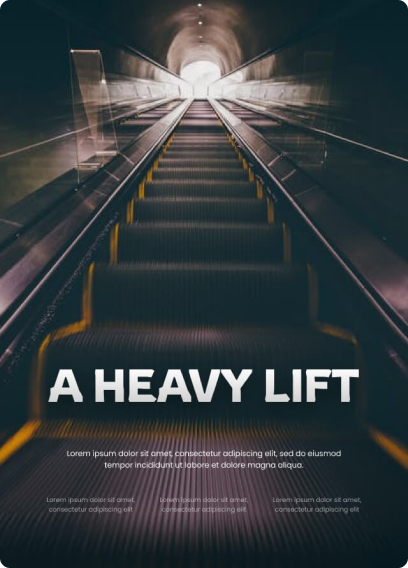 A HEAVY LIFT
Lorem ipsum dolor sit amet, consectetur adipiscing elit, sed do eiusmod
tempor incididunt ut labore et dolore magna aliqua.
Lorem ipsum dolor sit amet, consectetur adipiscing elit
Lorem ipsum dolor sit amet, consectetur adipiscing elit
Lorem ipsum dolor sit amet, consectetur adipiscing elit